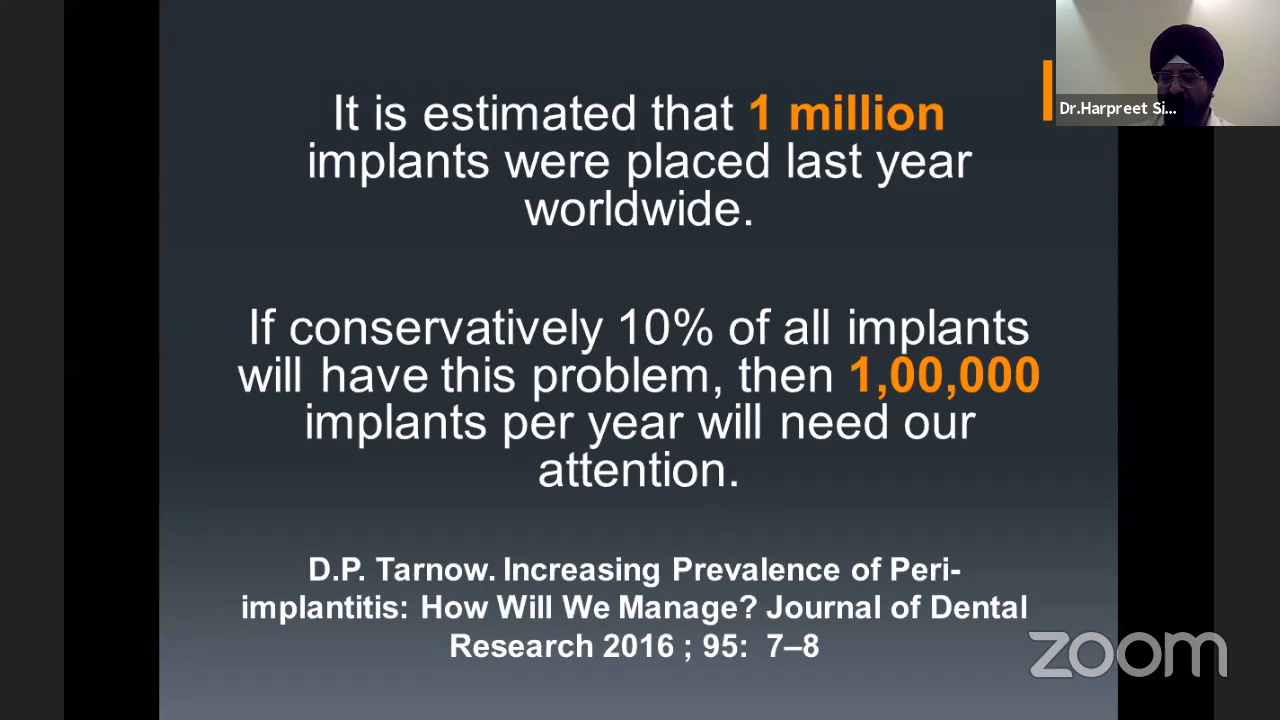 It is estimated that 1 million
implants were placed last year
worldwide.
If conservatively 10% of all implants
will have this problem, then 1,00,000
implants per year will need our
attention.
D.P. Tarnow. Increasing Prevalence of Peri-
implantitis: How Will We Manage? Journal of Dental
Research 2016 ; 95: 7–8
Dr.Harpreet Si...
zoom